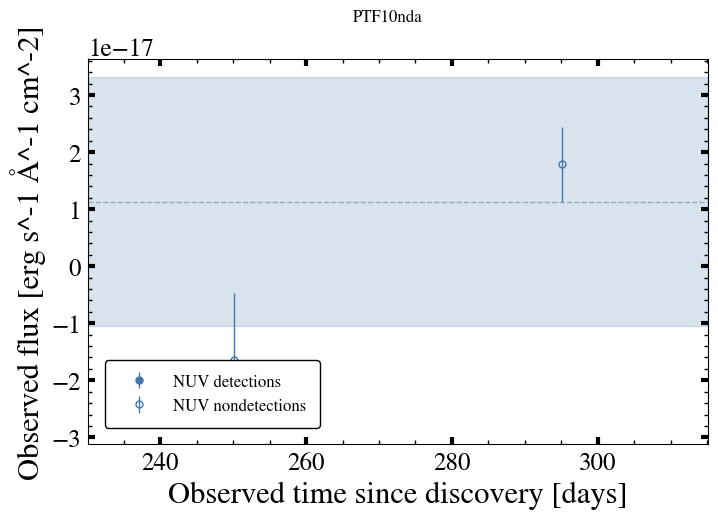 PTF10nda
1e−17
3
2
1
0
−1
−2
−3
Observed flux [erg s^-1 Å^-1 cm^-2]
NUV detections
NUV nondetections
240 260 280 300
Observed time since discovery [days]